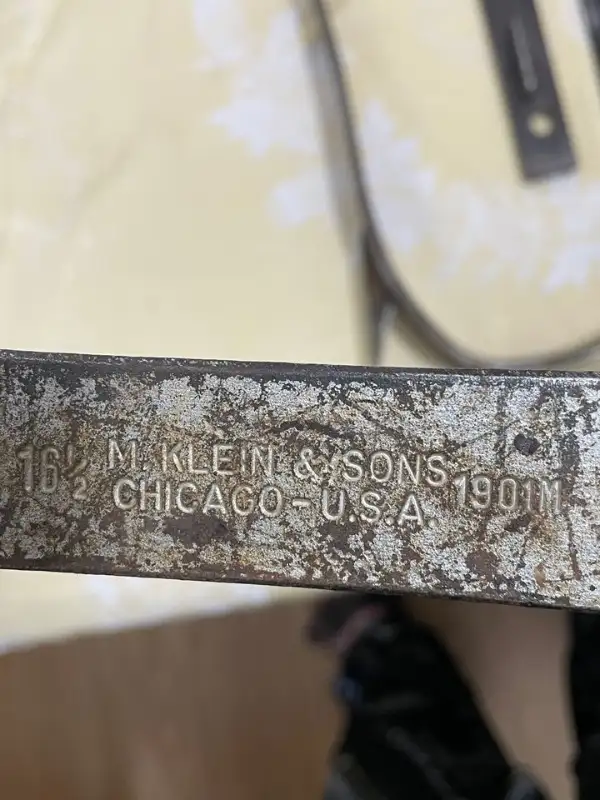 16½
M. KLEIN & SONS
CHICAGO-U.S.A.
1901M